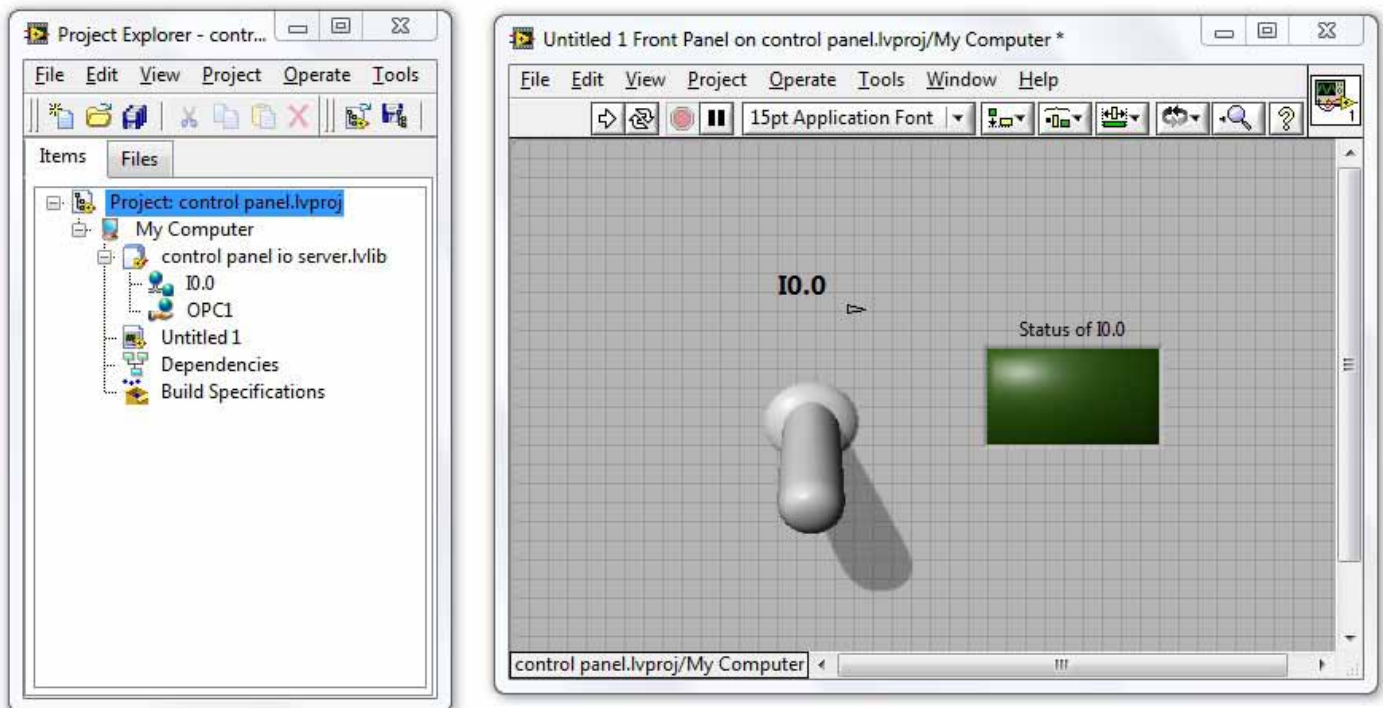 Project Explorer - contr...
File Edit View Project Operate Tools
Items Files
Project: control panel.lvproj
My Computer
control panel io server.lvlib
I0.0
OPC1
Untitled 1
Dependencies
Build Specifications
Untitled 1 Front Panel on control panel.lvproj/My Computer *
File Edit View Project Operate Tools Window Help
15pt Application Font
1
I0.0
Status of I0.0
control panel.lvproj/My Computer